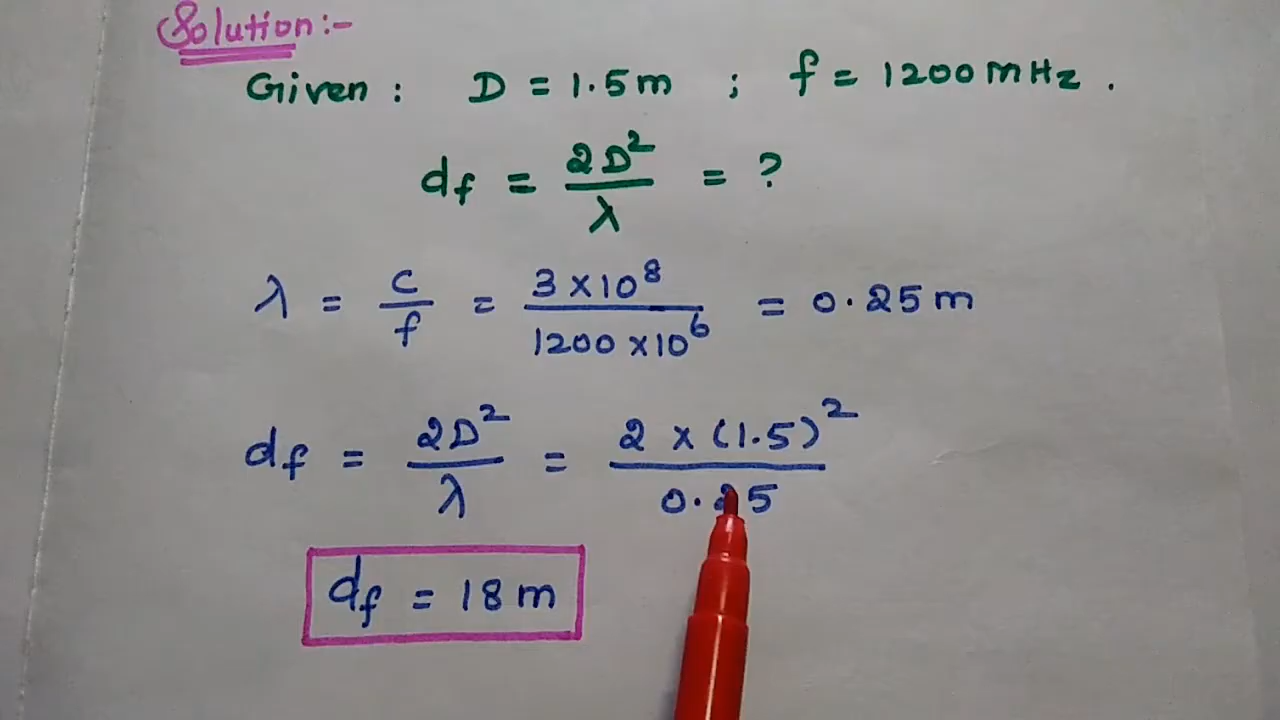 Solution:-
Given : D = 1.5m ; f = 1200 mHz .
df = 2D² / λ = ?
λ = c / f = 3 × 10⁸ / 1200 × 10⁶ = 0.25 m
df = 2D² / λ = 2 × (1.5)² / 0.25
df = 18 m